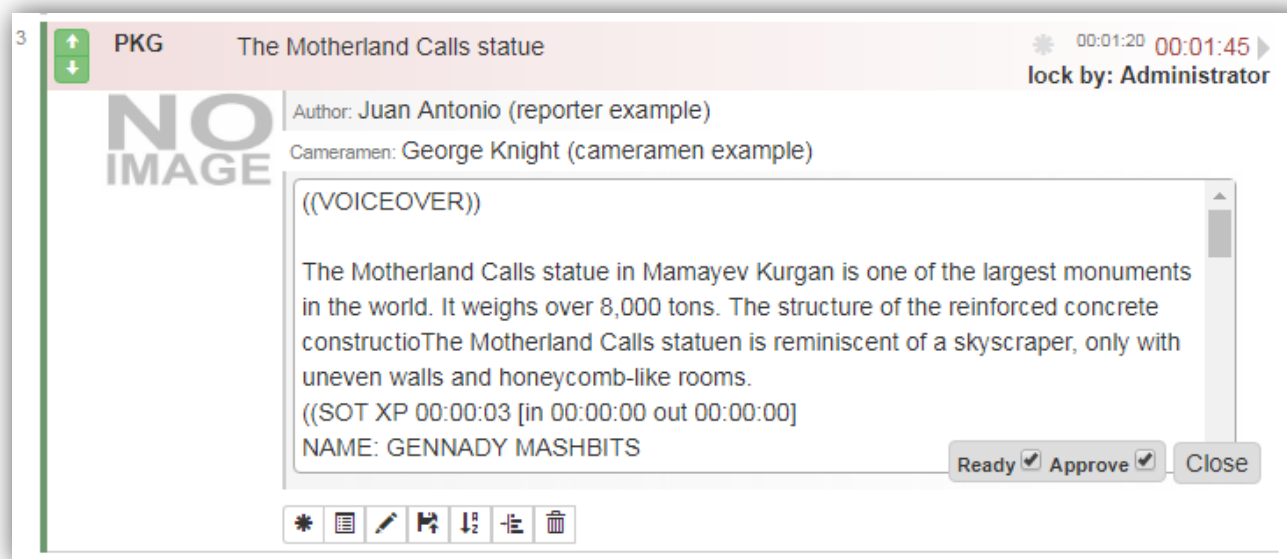 3
PKG The Motherland Calls statue 00:01:20 00:01:45
lock by: Administrator
NO
IMAGE
Author: Juan Antonio (reporter example)
Cameramen: George Knight (cameramen example)
((VOICEOVER))
The Motherland Calls statue in Mamayev Kurgan is one of the largest monuments
in the world. It weighs over 8,000 tons. The structure of the reinforced concrete
constructioThe Motherland Calls statuen is reminiscent of a skyscraper, only with
uneven walls and honeycomb-like rooms.
((SOT XP 00:00:03 [in 00:00:00 out 00:00:00]
NAME: GENNADY MASHBITS
Ready Approve Close